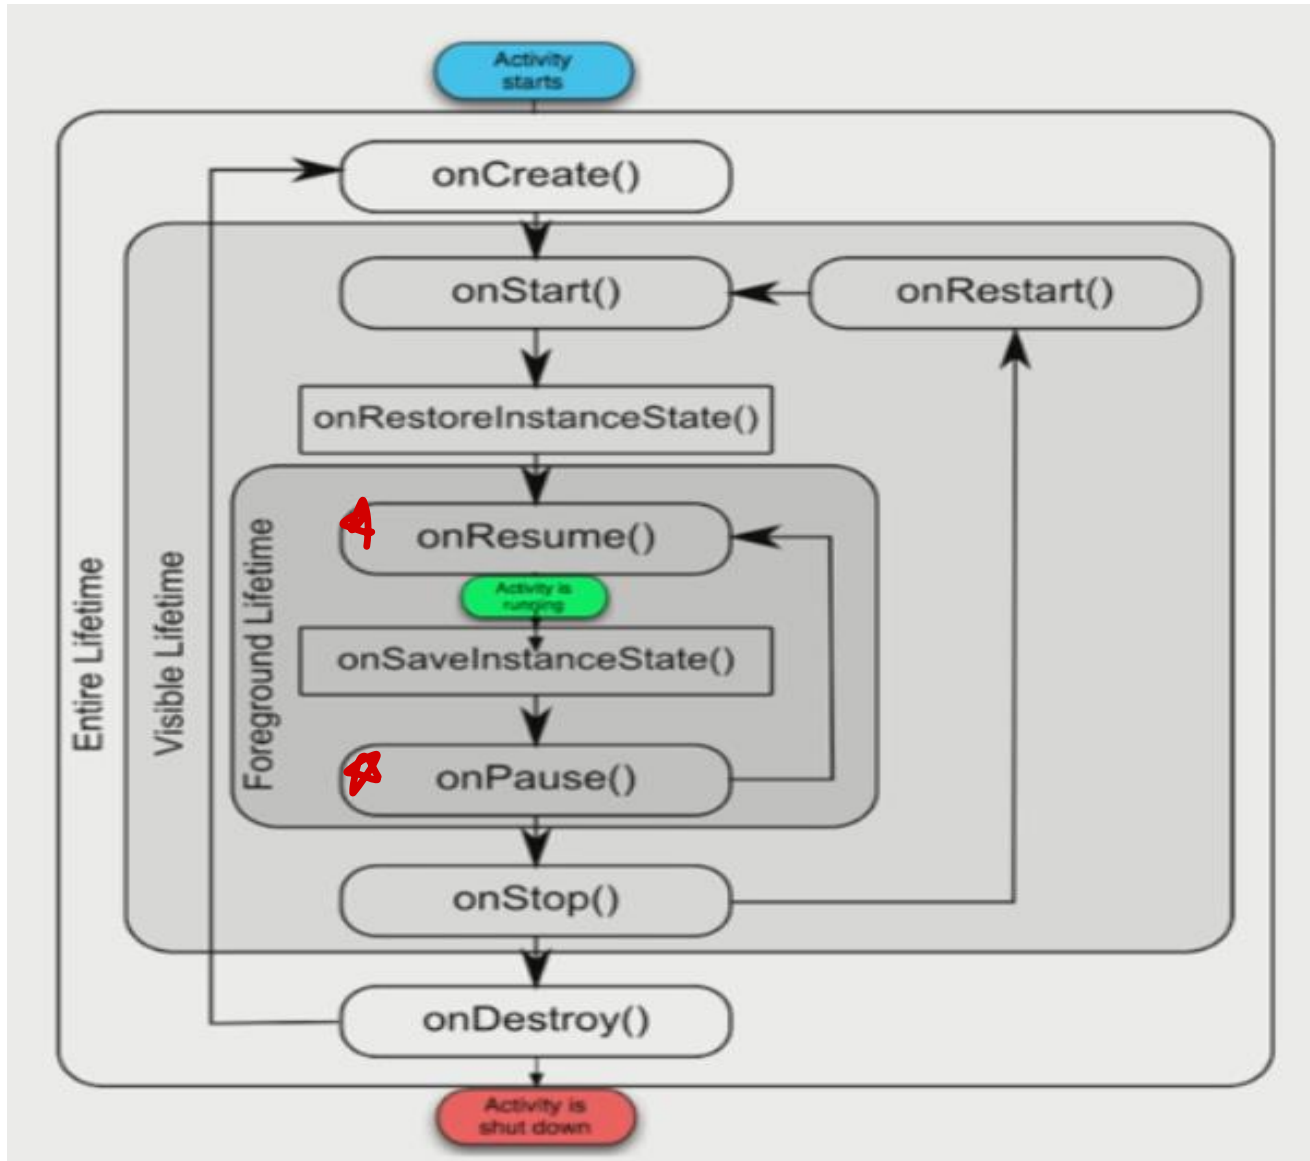 Activity
starts
onCreate()
onStart()
onRestart()
onRestoreInstanceState()
onResume()
Activity is
running
onSaveInstanceState()
onPause()
onStop()
onDestroy()
Activity is
shut down
Entire Lifetime
Visible Lifetime
Foreground Lifetime